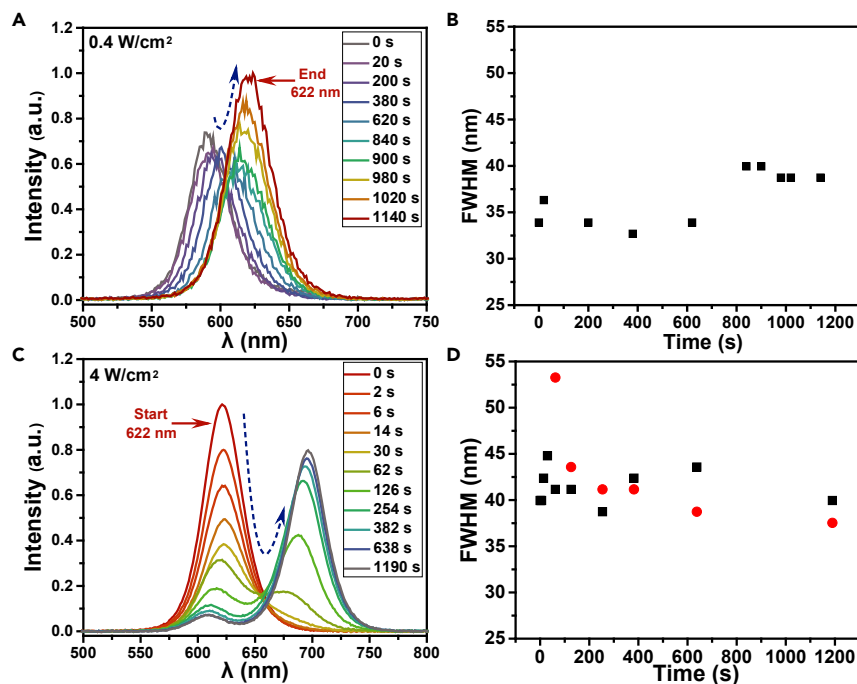 A
0.4 W/cm²
1.2
1.0
0.8
0.6
0.4
0.2
0.0
Intensity (a.u.)
500 550 600 650 700 750
λ (nm)
End
622 nm
0 s
20 s
200 s
380 s
620 s
840 s
900 s
980 s
1020 s
1140 s
B
55
50
45
40
35
30
25
FWHM (nm)
0 200 400 600 800 1000 1200
Time (s)
C
4 W/cm²
1.2
1.0
0.8
0.6
0.4
0.2
0.0
Intensity (a.u.)
500 550 600 650 700 750 800
λ (nm)
Start
622 nm
0 s
2 s
6 s
14 s
30 s
62 s
126 s
254 s
382 s
638 s
1190 s
D
55
50
45
40
35
30
25
FWHM (nm)
0 200 400 600 800 1000 1200
Time (s)